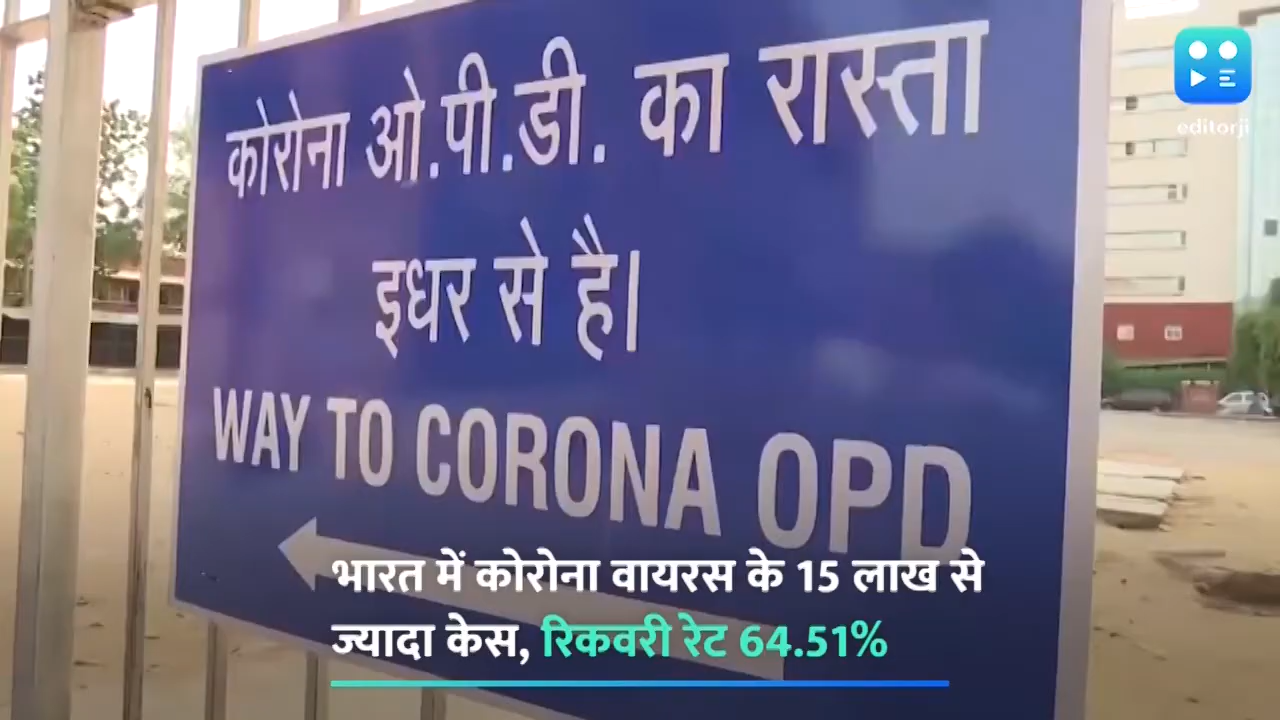 कोरोना ओ.पी.डी. का रास्ता
इधर से है।
WAY TO CORONA OPD
भारत में कोरोना वायरस के 15 लाख से
ज्यादा केस, रिकवरी रेट 64.51%
editorji